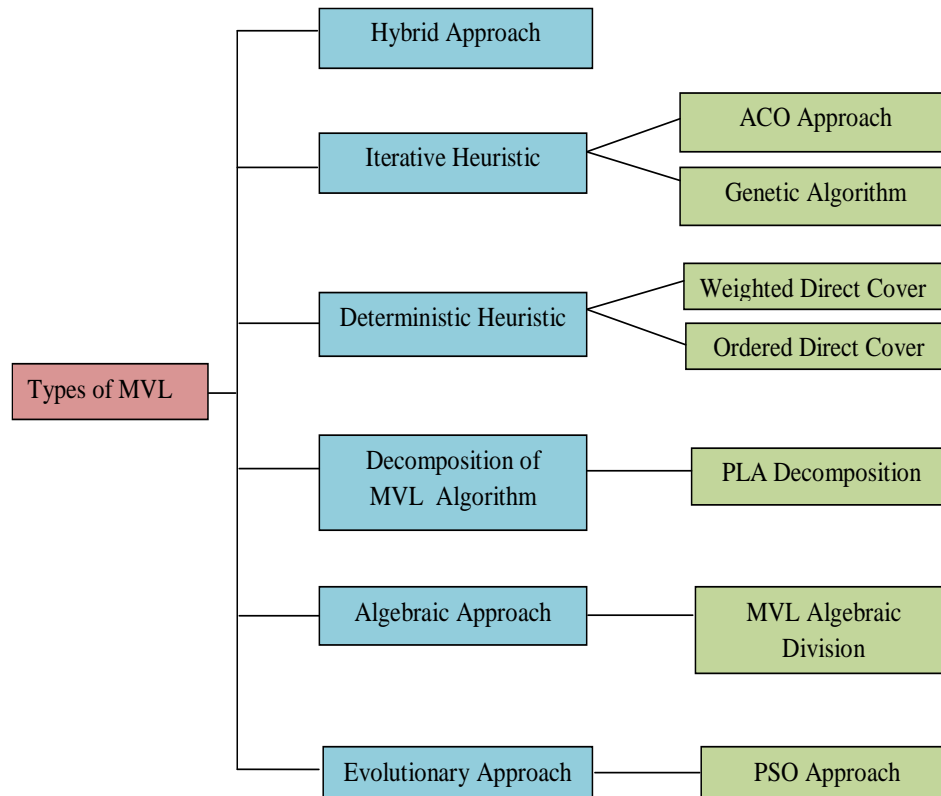 Hybrid Approach
Iterative Heuristic
ACO Approach
Genetic Algorithm
Deterministic Heuristic
Weighted Direct Cover
Ordered Direct Cover
Types of MVL
Decomposition of
MVL Algorithm
PLA Decomposition
Algebraic Approach
MVL Algebraic
Division
Evolutionary Approach
PSO Approach